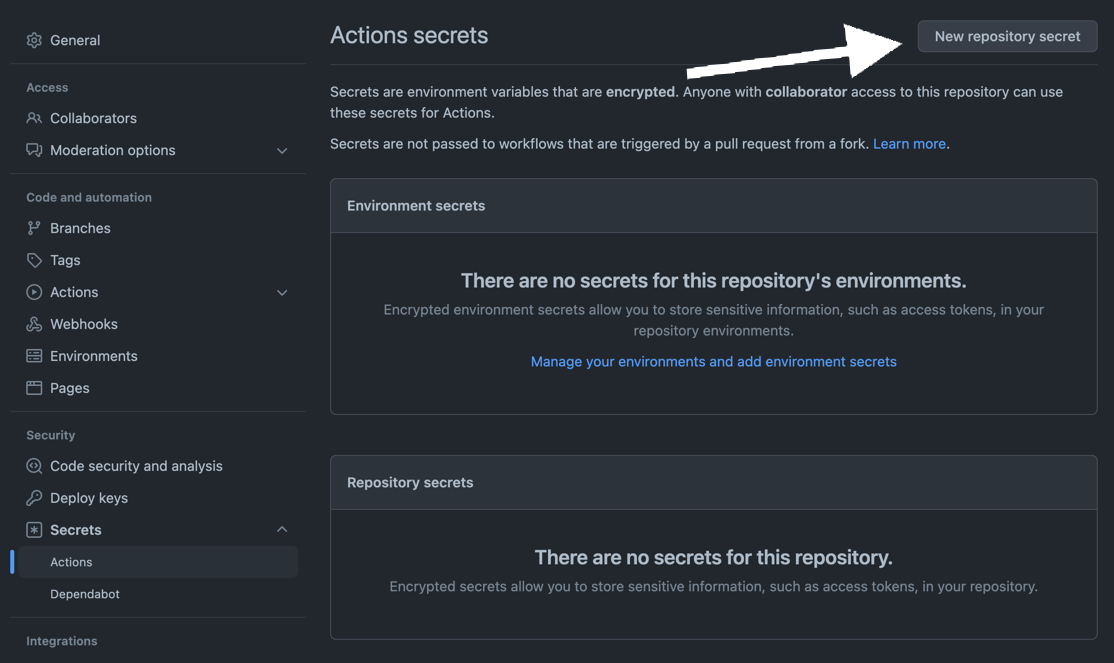 General
Access
Collaborators
Moderation options
Code and automation
Branches
Tags
Actions
Webhooks
Environments
Pages
Security
Code security and analysis
Deploy keys
Secrets
Actions
Dependabot
Integrations
Actions secrets
New repository secret
Secrets are environment variables that are encrypted. Anyone with collaborator access to this repository can use
these secrets for Actions.
Secrets are not passed to workflows that are triggered by a pull request from a fork. Learn more.
Environment secrets
There are no secrets for this repository's environments.
Encrypted environment secrets allow you to store sensitive information, such as access tokens, in your
repository environments.
Manage your environments and add environment secrets
Repository secrets
There are no secrets for this repository.
Encrypted secrets allow you to store sensitive information, such as access tokens, in your repository.